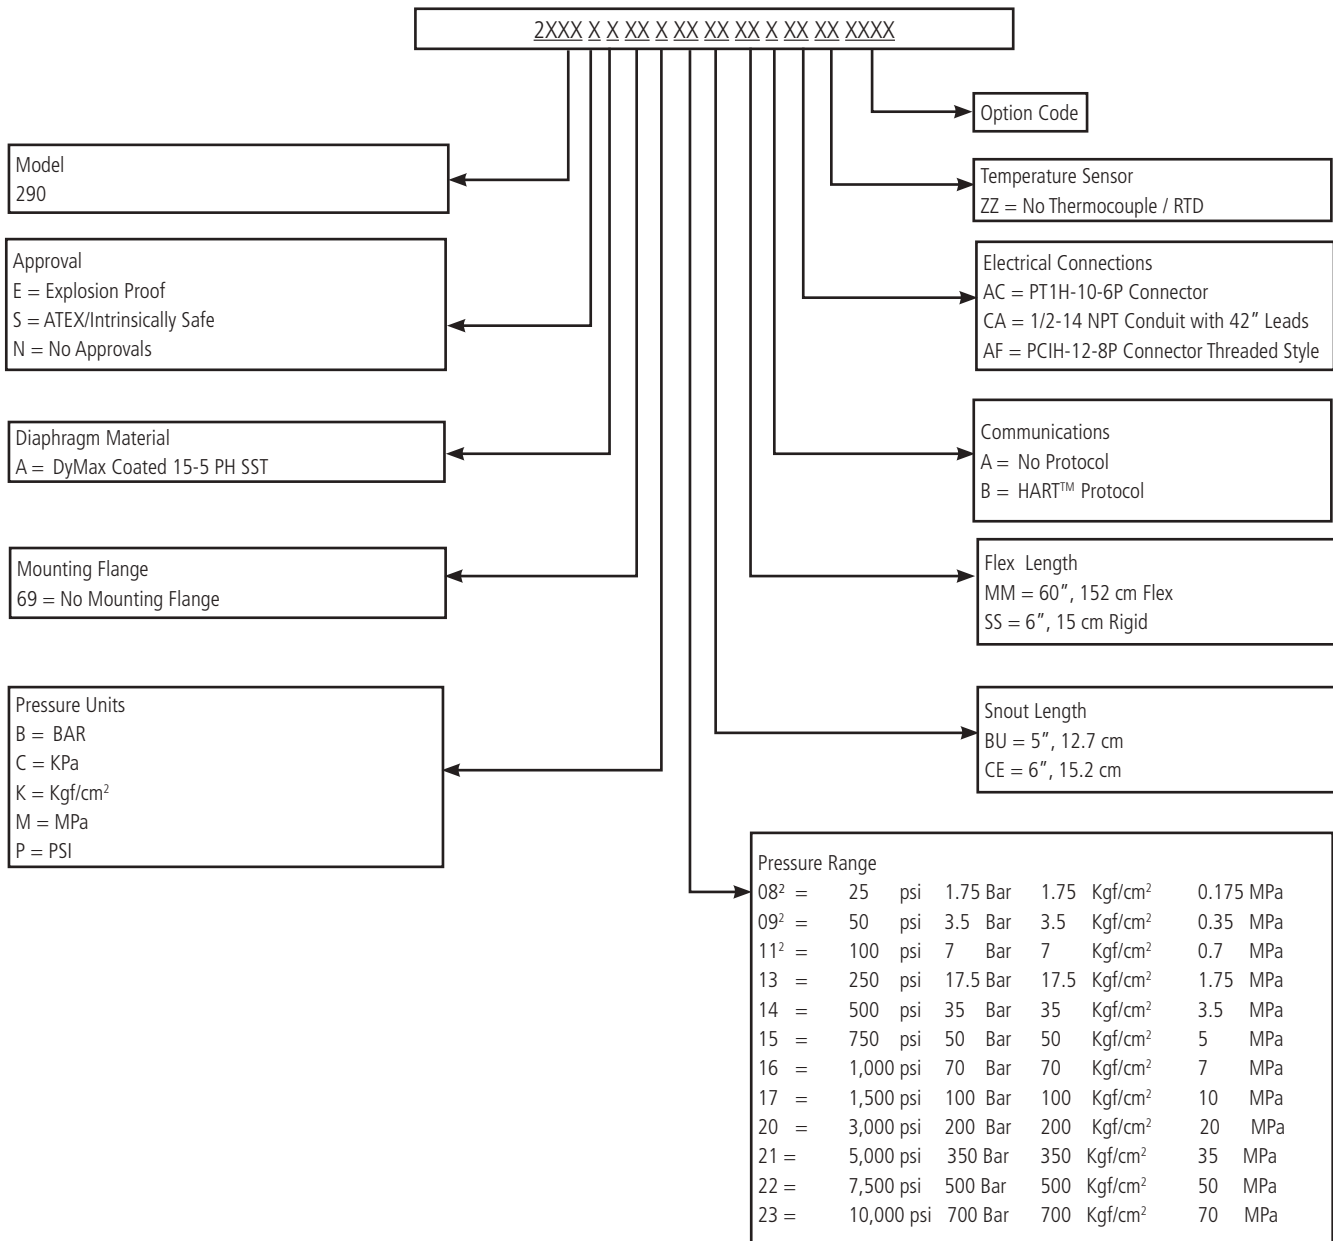 2XXX X X XX X XX XX XX X XX XX XXXX
Option Code
Model
290
Temperature Sensor
ZZ = No Thermocouple / RTD
Approval
E = Explosion Proof
S = ATEX/Intrinsically Safe
N = No Approvals
Electrical Connections
AC = PT1H-10-6P Connector
CA = 1/2-14 NPT Conduit with 42” Leads
AF = PCIH-12-8P Connector Threaded Style
Diaphragm Material
A = DyMax Coated 15-5 PH SST
Communications
A = No Protocol
B = HART™ Protocol
Mounting Flange
69 = No Mounting Flange
Flex Length
MM = 60”, 152 cm Flex
SS = 6”, 15 cm Rigid
Pressure Units
B = BAR
C = KPa
K = Kgf/cm²
M = MPa
P = PSI
Snout Length
BU = 5”, 12.7 cm
CE = 6”, 15.2 cm
Pressure Range
08² = 25 psi 1.75 Bar 1.75 Kgf/cm² 0.175 MPa
09² = 50 psi 3.5 Bar 3.5 Kgf/cm² 0.35 MPa
11² = 100 psi 7 Bar 7 Kgf/cm² 0.7 MPa
13 = 250 psi 17.5 Bar 17.5 Kgf/cm² 1.75 MPa
14 = 500 psi 35 Bar 35 Kgf/cm² 3.5 MPa
15 = 750 psi 50 Bar 50 Kgf/cm² 5 MPa
16 = 1,000 psi 70 Bar 70 Kgf/cm² 7 MPa
17 = 1,500 psi 100 Bar 100 Kgf/cm² 10 MPa
20 = 3,000 psi 200 Bar 200 Kgf/cm² 20 MPa
21 = 5,000 psi 350 Bar 350 Kgf/cm² 35 MPa
22 = 7,500 psi 500 Bar 500 Kgf/cm² 50 MPa
23 = 10,000 psi 700 Bar 700 Kgf/cm² 70 MPa